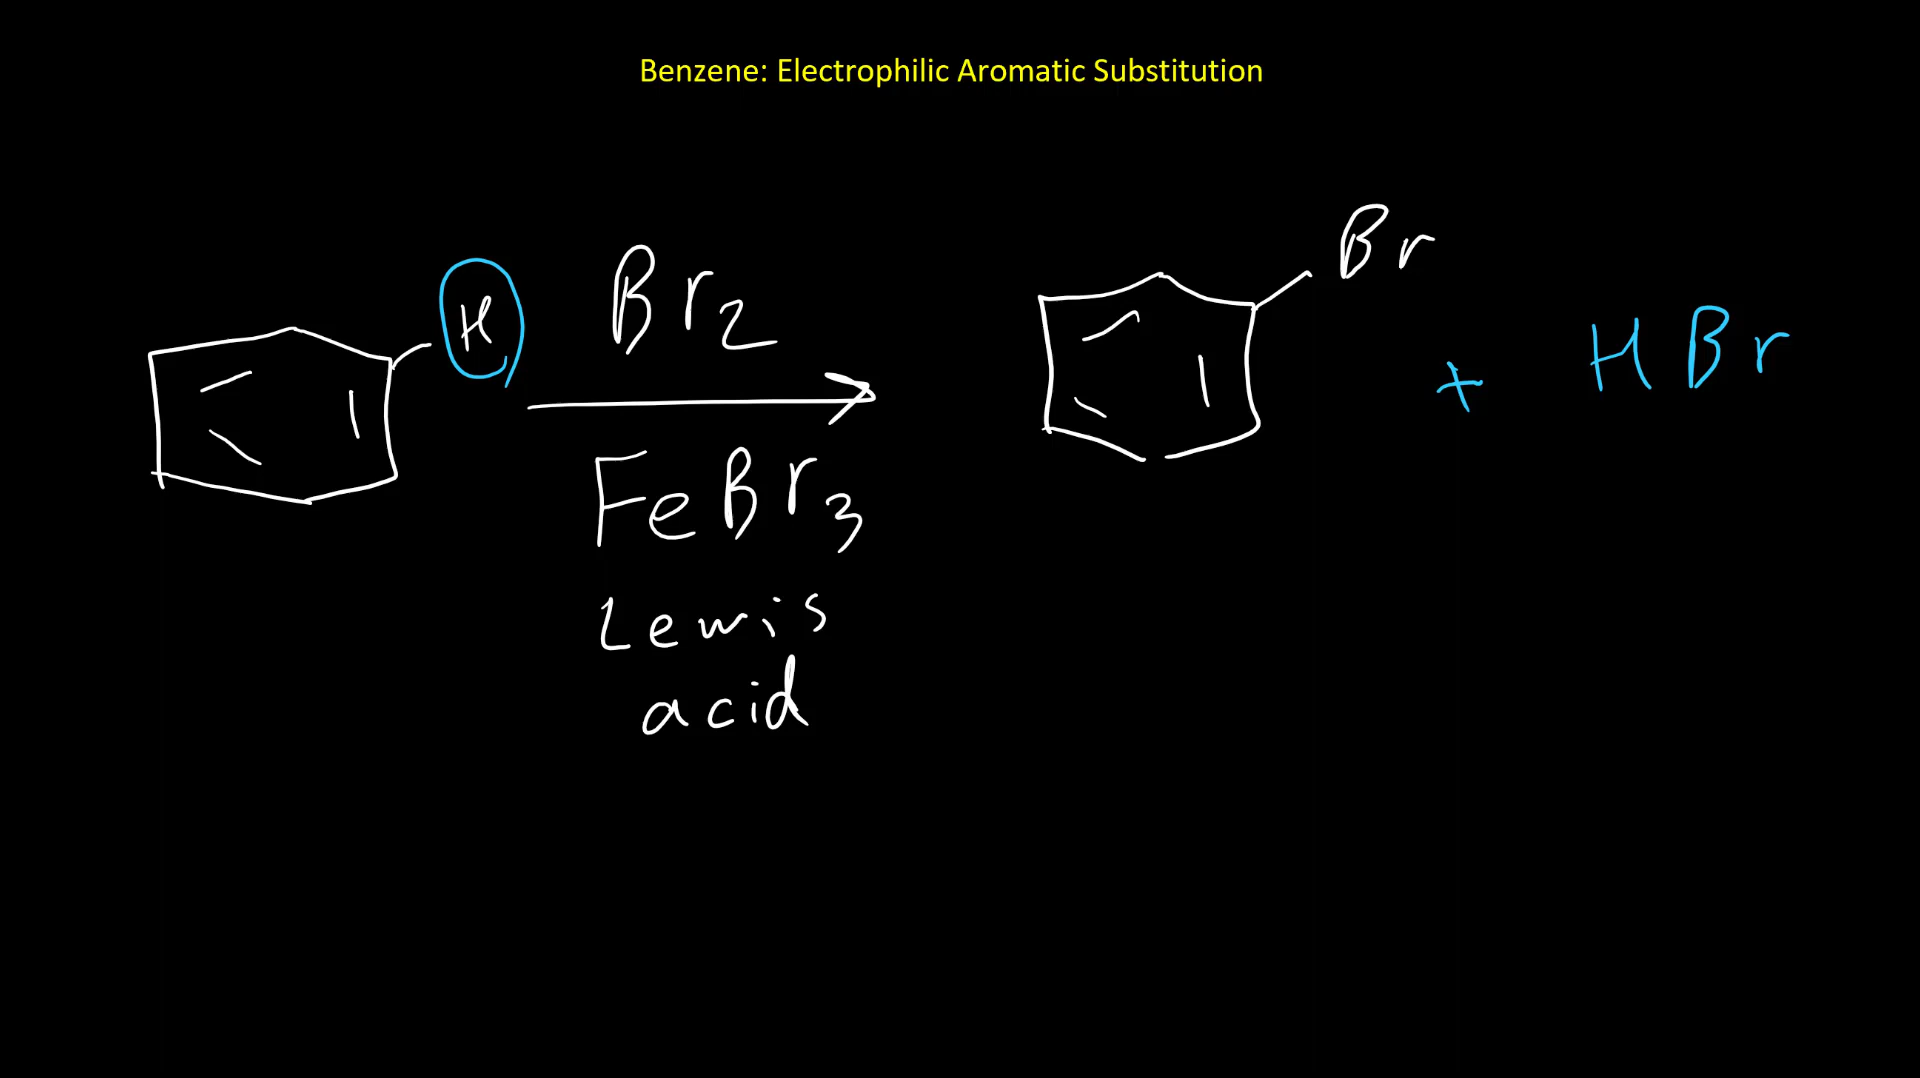 Benzene: Electrophilic Aromatic Substitution
H
Br2
FeBr3
Lewis
acid
Br
+ HBr